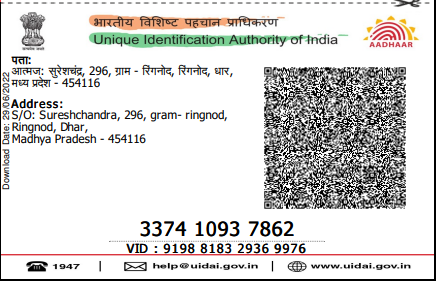 भारतीय विशिष्ट पहचान प्राधिकरण
Unique Identification Authority of India
AADHAAR
Download Date: 29/06/2022
पता:
आत्मज: सुरेशचंद्र, 296, ग्राम - रिंगनोद, रिंगनोद, धार,
मध्य प्रदेश - 454116
Address:
S/O: Sureshchandra, 296, gram- ringnod,
Ringnod, Dhar,
Madhya Pradesh - 454116
3374 1093 7862
VID : 9198 8183 2936 9976
1947 | help@uidai.gov.in | www.uidai.gov.in